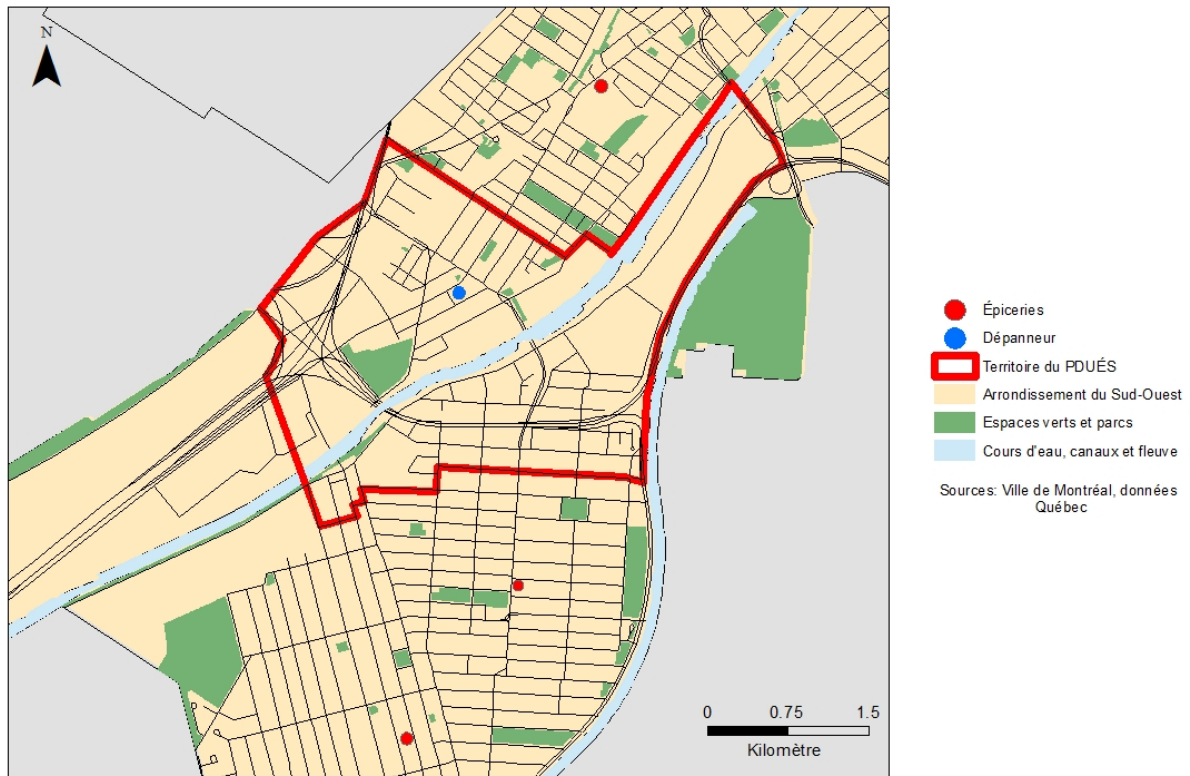 N
Épiceries
Dépanneur
Territoire du PDUÉS
Arrondissement du Sud-Ouest
Espaces verts et parcs
Cours d'eau, canaux et fleuve
Sources: Ville de Montréal, données
Québec
0 0.75 1.5
Kilomètre